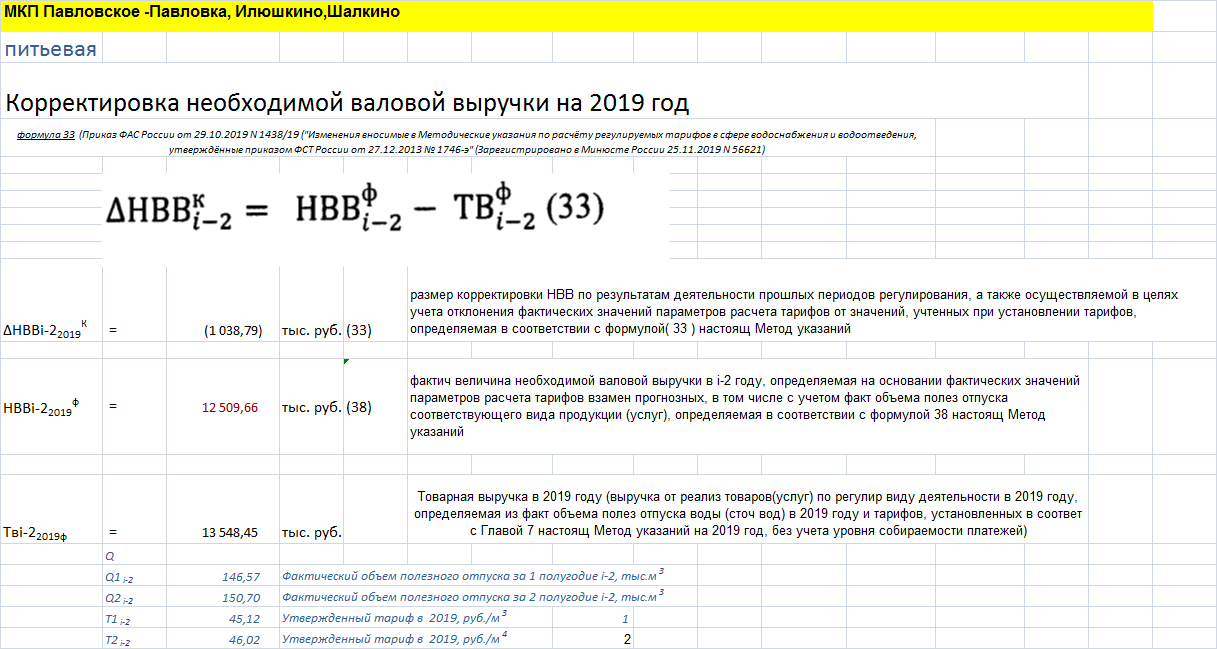 МКП Павловское -Павловка, Илюшкино,Шалкино
питьевая
Корректировка необходимой валовой выручки на 2019 год
формула 33 (Приказ ФАС России от 29.10.2019 N 1438/19 ("Изменения вносимые в Методические указания по расчёту регулируемых тарифов в сфере водоснабжения и водоотведения,
утверждённые приказом ФСТ России от 27.12.2013 № 1746-э" (Зарегистрировано в Минюсте России 25.11.2019 N 56621)
ΔНВВ^к_{i−2} = НВВ^ф_{i−2} − ТВ^ф_{i−2} (33)
размер корректировки НВВ по результатам деятельности прошлых периодов регулирования, а также осуществляемой в целях
учета отклонения фактических значений параметров расчета тарифов от значений, учтенных при установлении тарифов,
ΔНВВi-2 2019 К = (1 038,79) тыс. руб. (33) определяемая в соответствии с формулой( 33 ) настоящ Метод указаний
фактич величина необходимой валовой выручки в i-2 году, определяемая на основании фактических значений
параметров расчета тарифов взамен прогнозных, в том числе с учетом факт объема полез отпуска
НВВi-2 2019 ф = 12 509,66 тыс. руб. (38) соответствующего вида продукции (услуг), определяемая в соответствии с формулой 38 настоящ Метод
указаний
Товарная выручка в 2019 году (выручка от реализ товаров(услуг) по регулир виду деятельности в 2019 году,
определяемая из факт объема полез отпуска воды (сточ вод) в 2019 году и тарифов, установленных в соответ
Твi-2 2019ф = 13 548,45 тыс. руб. с Главой 7 настоящ Метод указаний на 2019 год, без учета уровня собираемости платежей)
Q
Q1 i-2 146,57 Фактический объем полезного отпуска за 1 полугодие i-2, тыс.м 3
Q2 i-2 150,70 Фактический объем полезного отпуска за 2 полугодие i-2, тыс.м 3
Т1 i-2 45,12 Утвержденный тариф в 2019, руб./м 3 1
Т2 i-2 46,02 Утвержденный тариф в 2019, руб./м 4 2